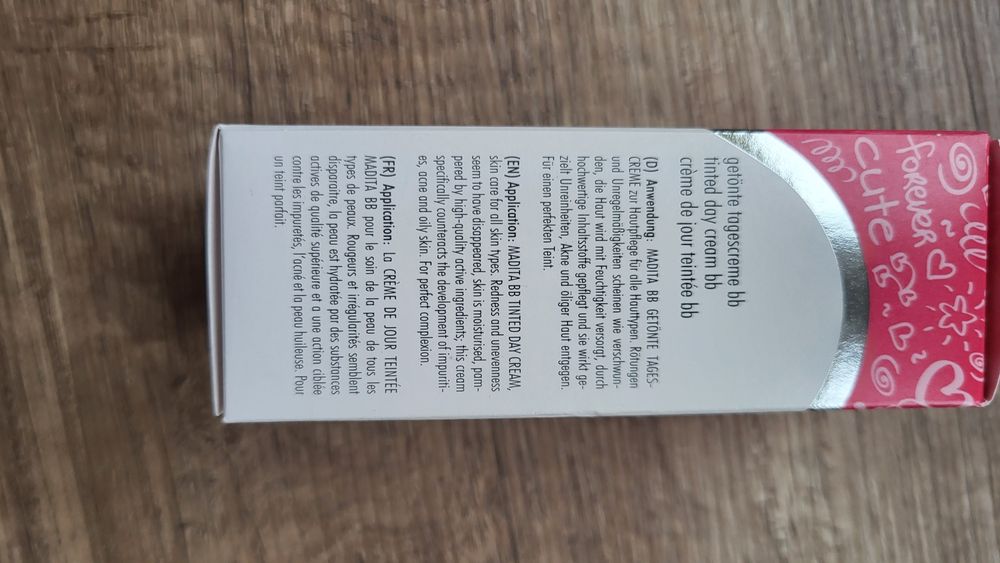 forever
CUTE
getönte tagescreme bb
tinted day cream bb
crème de jour teintée bb
(D) Anwendung: MADITA BB GETÖNTE TAGES-
CREME zur Hautpflege für alle Hauttypen. Rötungen
und Unregelmäßigkeiten scheinen wie verschwun-
den, die Haut wird mit Feuchtigkeit versorgt, durch
hochwertige Inhaltsstoffe gepflegt und sie wirkt ge-
zielt Unreinheiten, Akne und öliger Haut entgegen.
Für einen perfekten Teint.
(EN) Application: MADITA BB TINTED DAY CREAM,
skin care for all skin types. Redness and unevenness
seem to have disappeared, skin is moisturised, pam-
pered by high-quality active ingredients; this cream
specifically counteracts the development of impuriti-
es, acne and oily skin. For perfect complexion.
(FR) Application: La CRÈME DE JOUR TEINTÉE
MADITA BB pour le soin de la peau de tous les
types de peaux. Rougeurs et irrégularités semblent
disparaître, la peau est hydratée par des substances
actives de qualité supérieure et a une action ciblée
contre les impuretés, l'acné et la peau huileuse. Pour
un teint parfait.